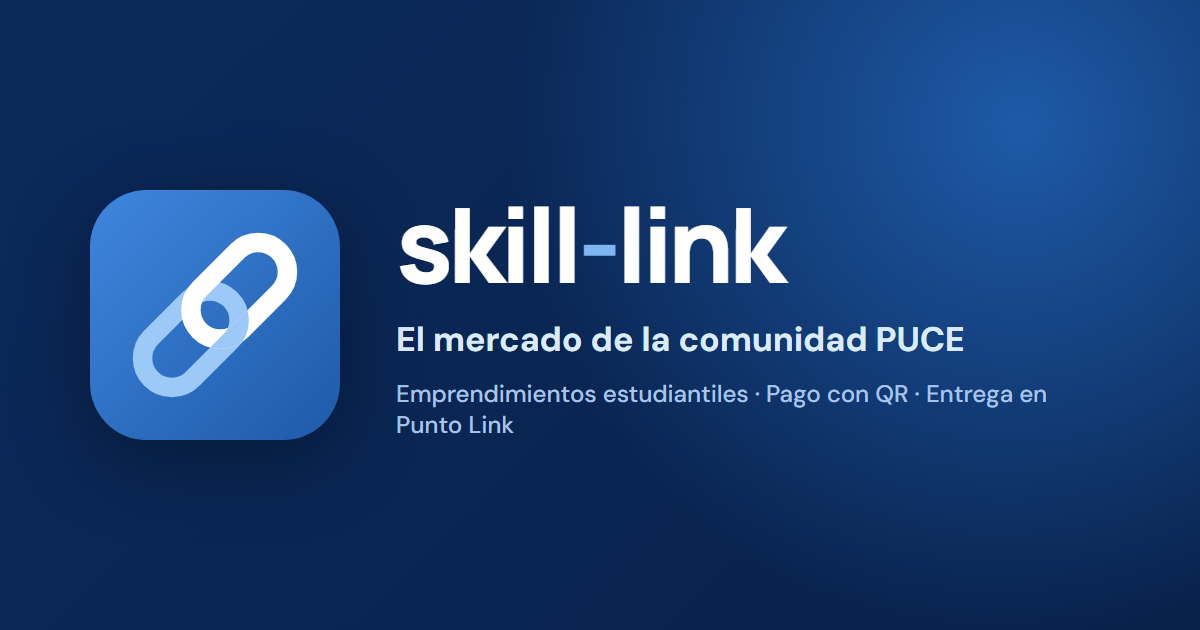 skill-link
El mercado de la comunidad PUCE
Emprendimientos estudiantiles · Pago con QR · Entrega en
Punto Link